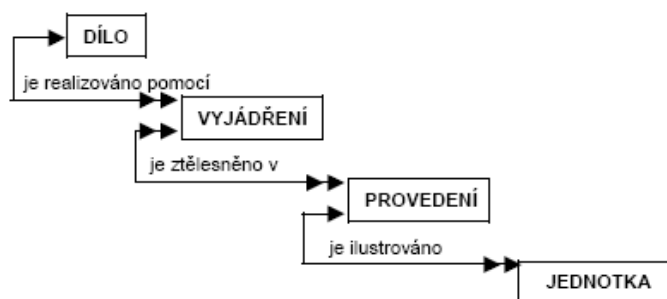 DÍLO
je realizováno pomocí
VYJÁDŘENÍ
je ztělesněno v
PROVEDENÍ
je ilustrováno
JEDNOTKA